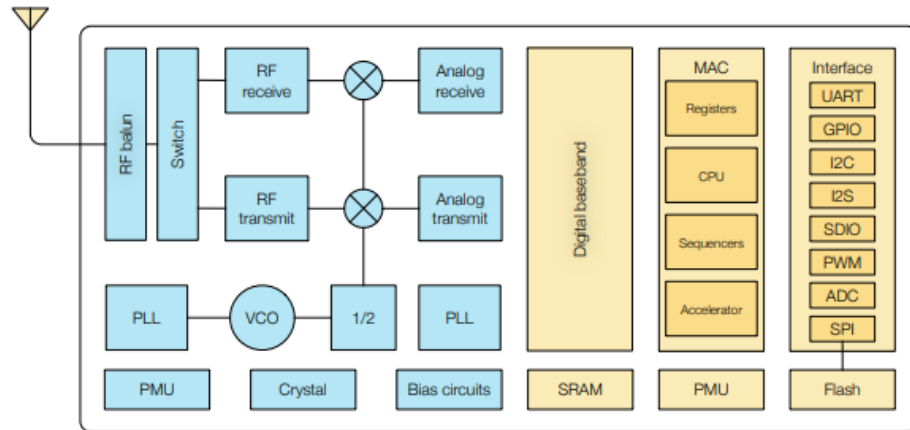 RF balun
Switch
RF
receive
Analog
receive
RF
transmit
Analog
transmit
PLL
VCO
1/2
PLL
PMU
Crystal
Bias circuits
Digital baseband
SRAM
MAC
Registers
CPU
Sequencers
Accelerator
PMU
Interface
UART
GPIO
I2C
I2S
SDIO
PWM
ADC
SPI
Flash